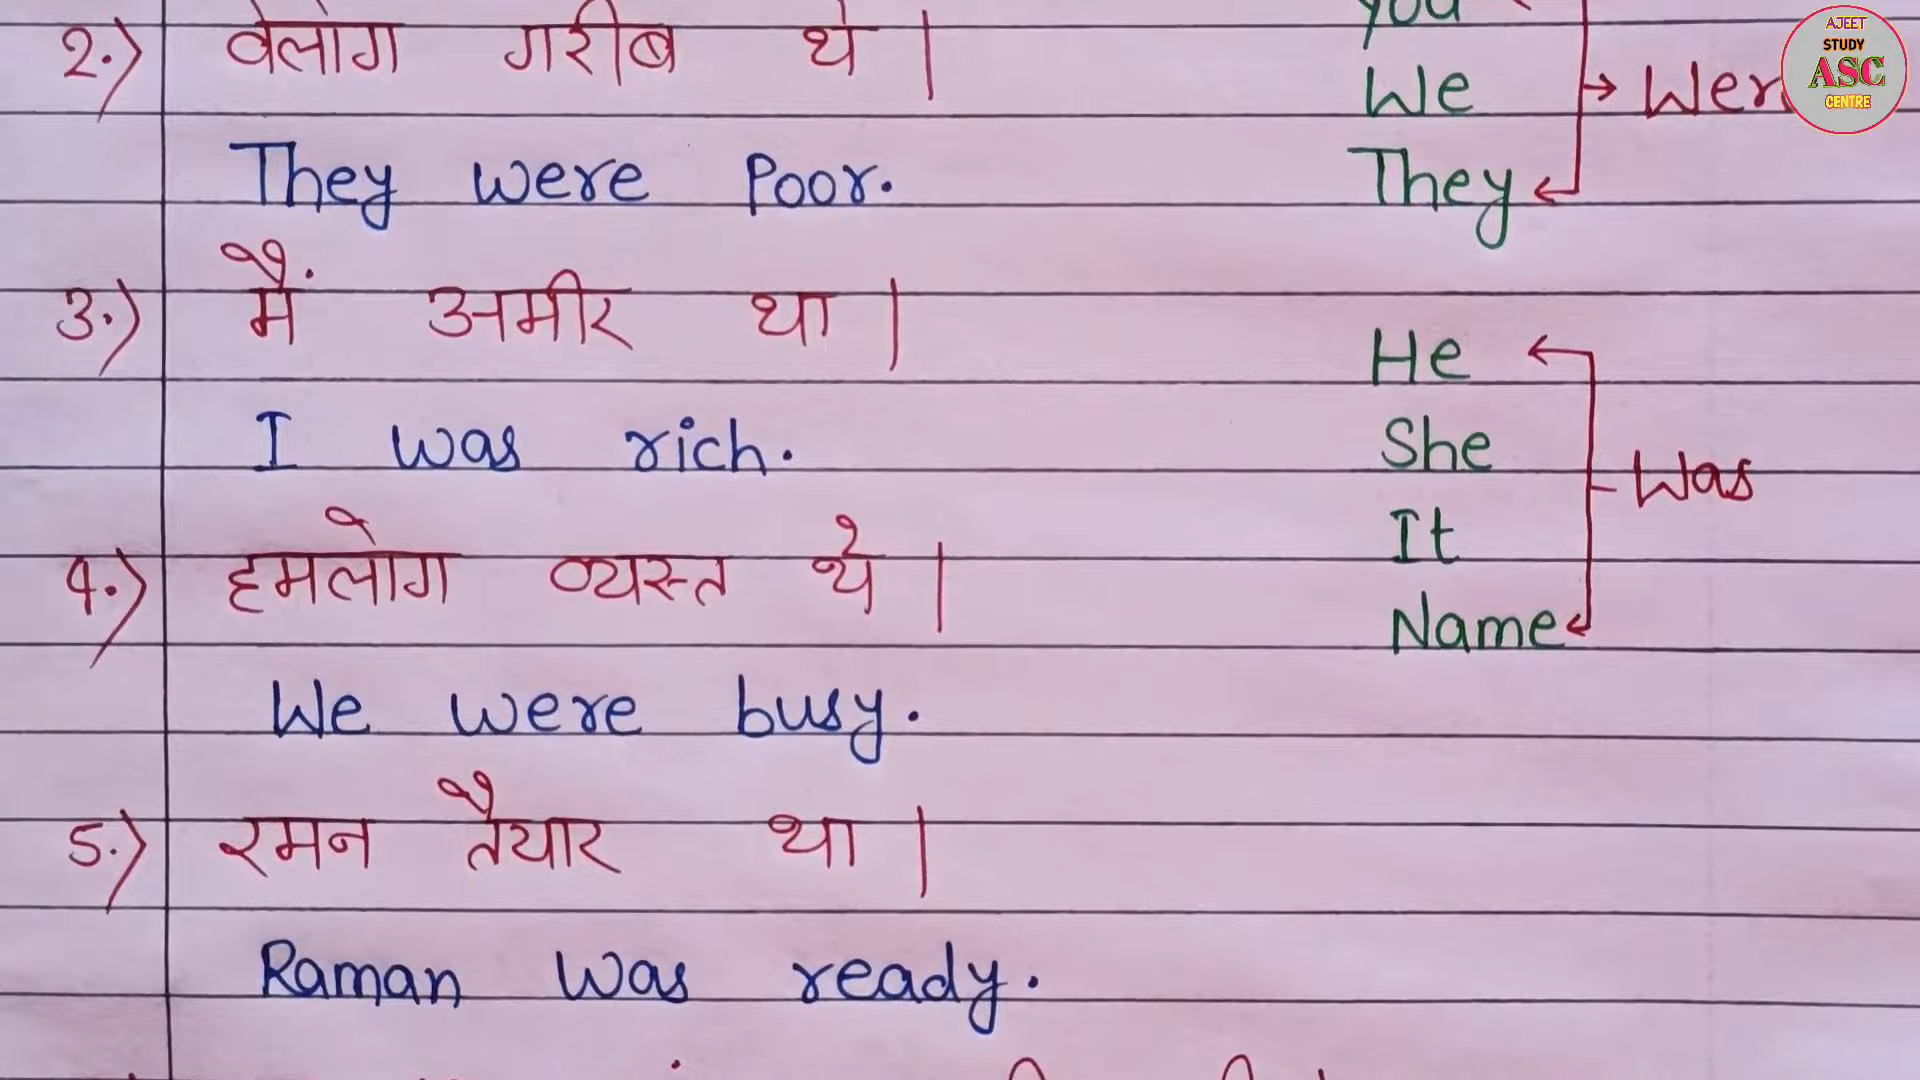 2.) वेलोग गरीब थे |
They were Poor.
3.) मैं अमीर था |
I was rich.
4.) हमलोग व्यस्त थे |
We were busy.
5.) रमन तैयार था |
Raman was ready.
you
We
They
He
She
It
Name
Was
AJEET
STUDY
ASC
CENTRE